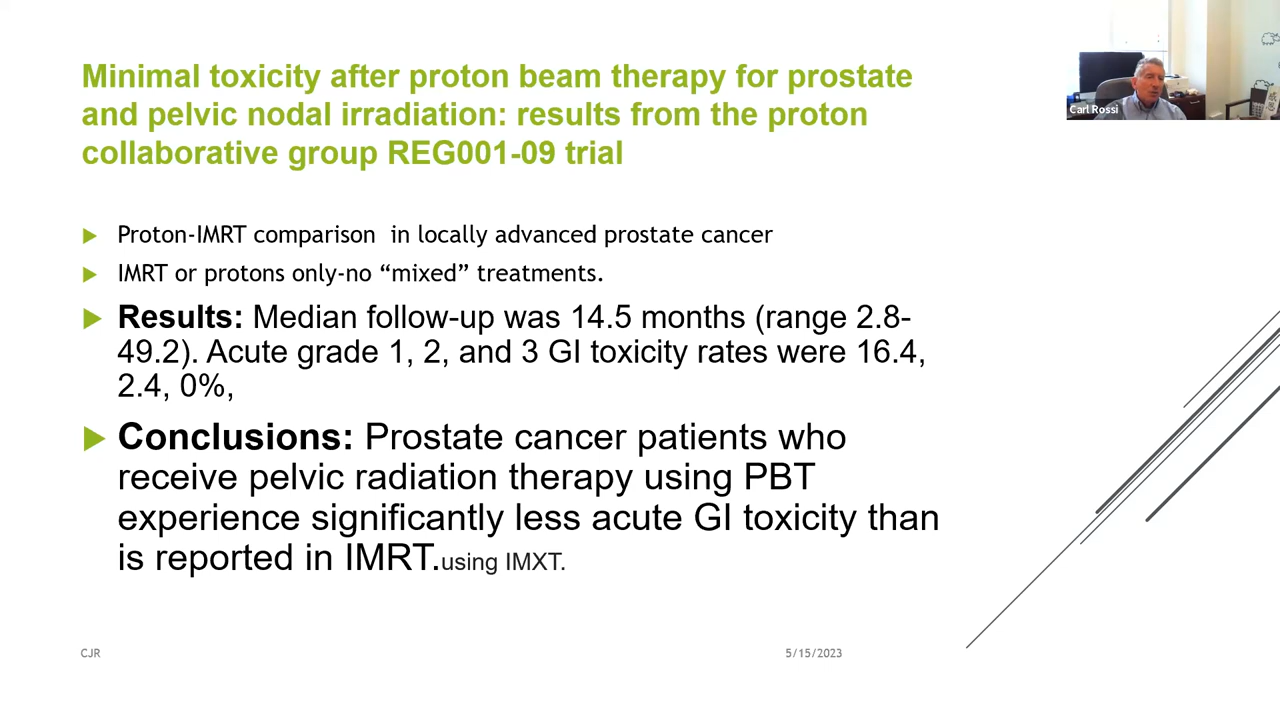 Minimal toxicity after proton beam therapy for prostate
and pelvic nodal irradiation: results from the proton
collaborative group REG001-09 trial
Carl Rossi
Proton-IMRT comparison  in locally advanced prostate cancer
IMRT or protons only-no “mixed” treatments.
Results: Median follow-up was 14.5 months (range 2.8-
49.2). Acute grade 1, 2, and 3 GI toxicity rates were 16.4,
2.4, 0%,
Conclusions: Prostate cancer patients who
receive pelvic radiation therapy using PBT
experience significantly less acute GI toxicity than
is reported in IMRT.using IMXT.
CJR
5/15/2023